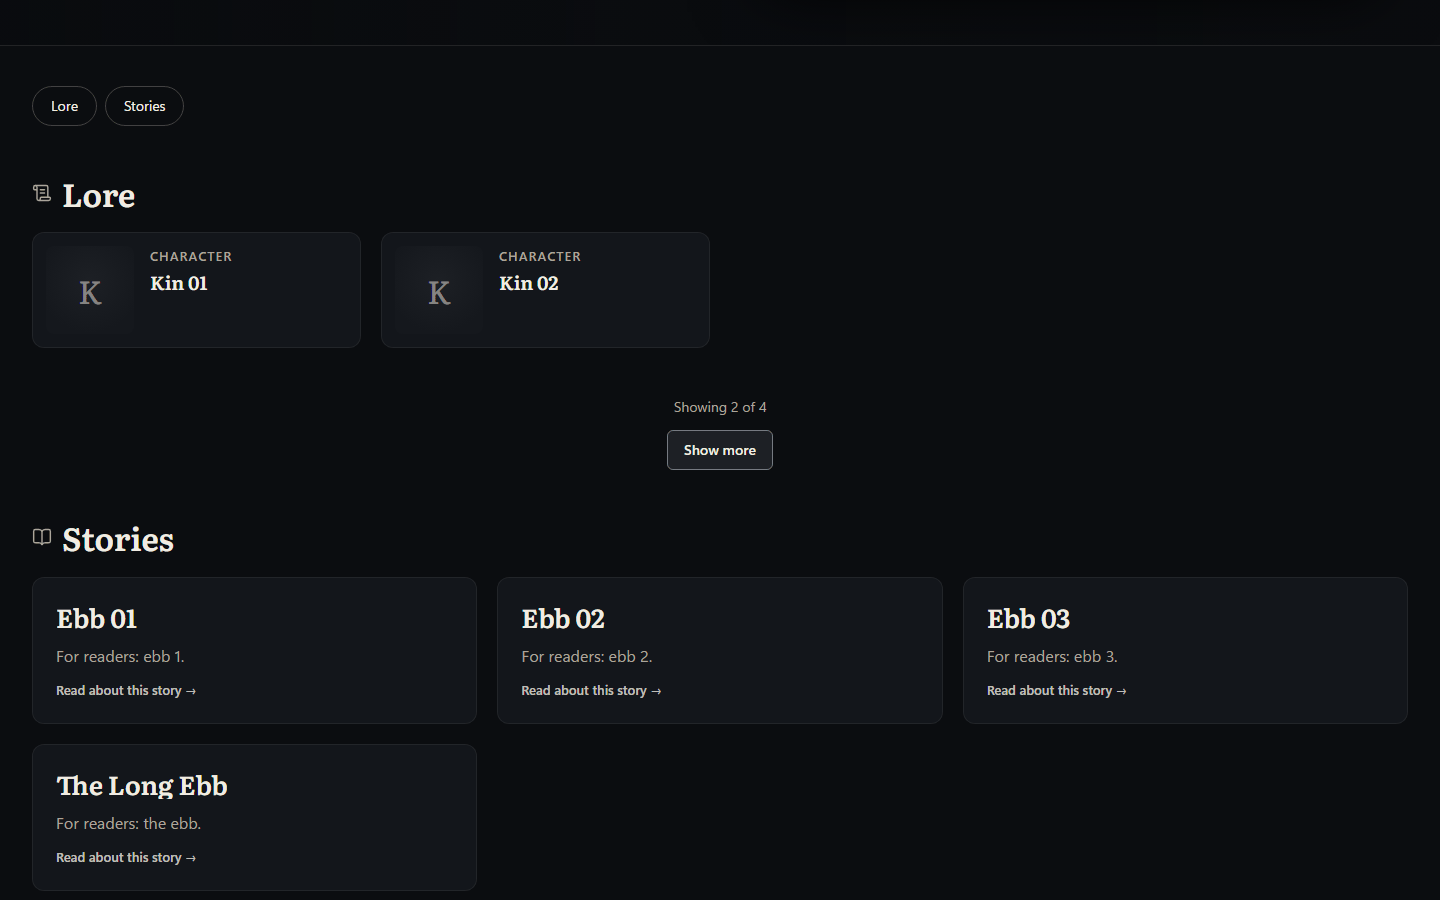 Lore
Stories
Lore
K
CHARACTER
Kin 01
K
CHARACTER
Kin 02
Showing 2 of 4
Show more
Stories
Ebb 01
For readers: ebb 1.
Read about this story →
Ebb 02
For readers: ebb 2.
Read about this story →
Ebb 03
For readers: ebb 3.
Read about this story →
The Long Ebb
For readers: the ebb.
Read about this story →